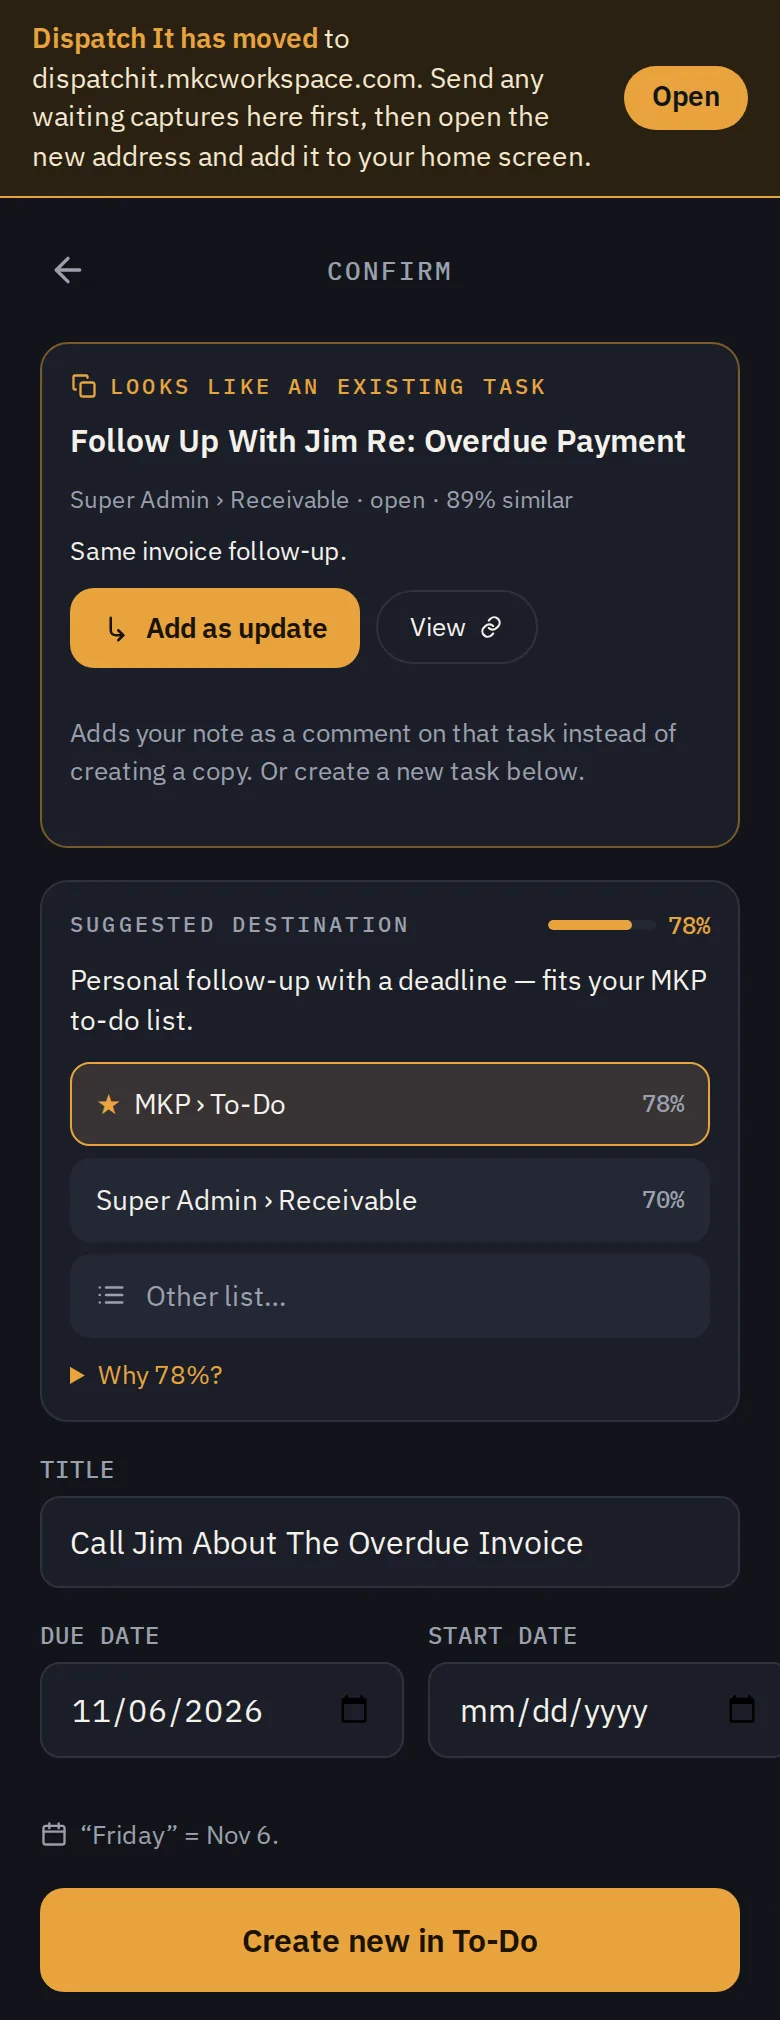 Dispatch It has moved to
dispatchit.mkcworkspace.com. Send any
waiting captures here first, then open the
new address and add it to your home screen.
Open
CONFIRM
LOOKS LIKE AN EXISTING TASK
Follow Up With Jim Re: Overdue Payment
Super Admin › Receivable · open · 89% similar
Same invoice follow-up.
Add as update
View
Adds your note as a comment on that task instead of
creating a copy. Or create a new task below.
SUGGESTED DESTINATION
78%
Personal follow-up with a deadline — fits your MKP
to-do list.
★ MKP › To-Do
78%
Super Admin › Receivable
70%
Other list...
Why 78%?
TITLE
Call Jim About The Overdue Invoice
DUE DATE
START DATE
11/06/2026
mm/dd/yyyy
“Friday” = Nov 6.
Create new in To-Do